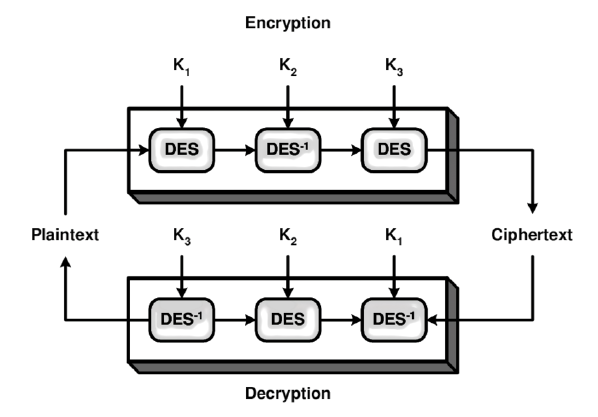 Encryption
K1 K2 K3
DES DES-1 DES
Plaintext K3 K2 K1 Ciphertext
DES-1 DES DES-1
Decryption